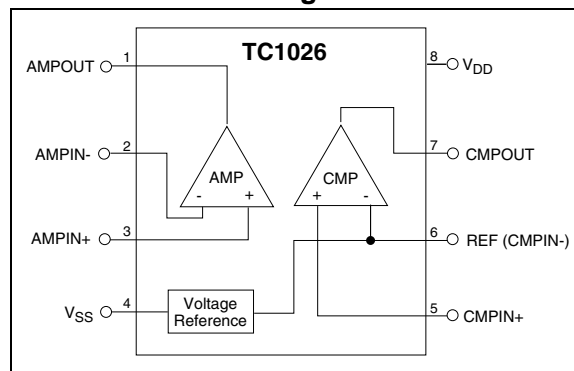 TC1026
AMPOUT 1
8 VDD
AMPIN- 2
7 CMPOUT
AMP
- +
CMP
+ -
AMPIN+ 3
6 REF (CMPIN-)
VSS 4
Voltage
Reference
5 CMPIN+